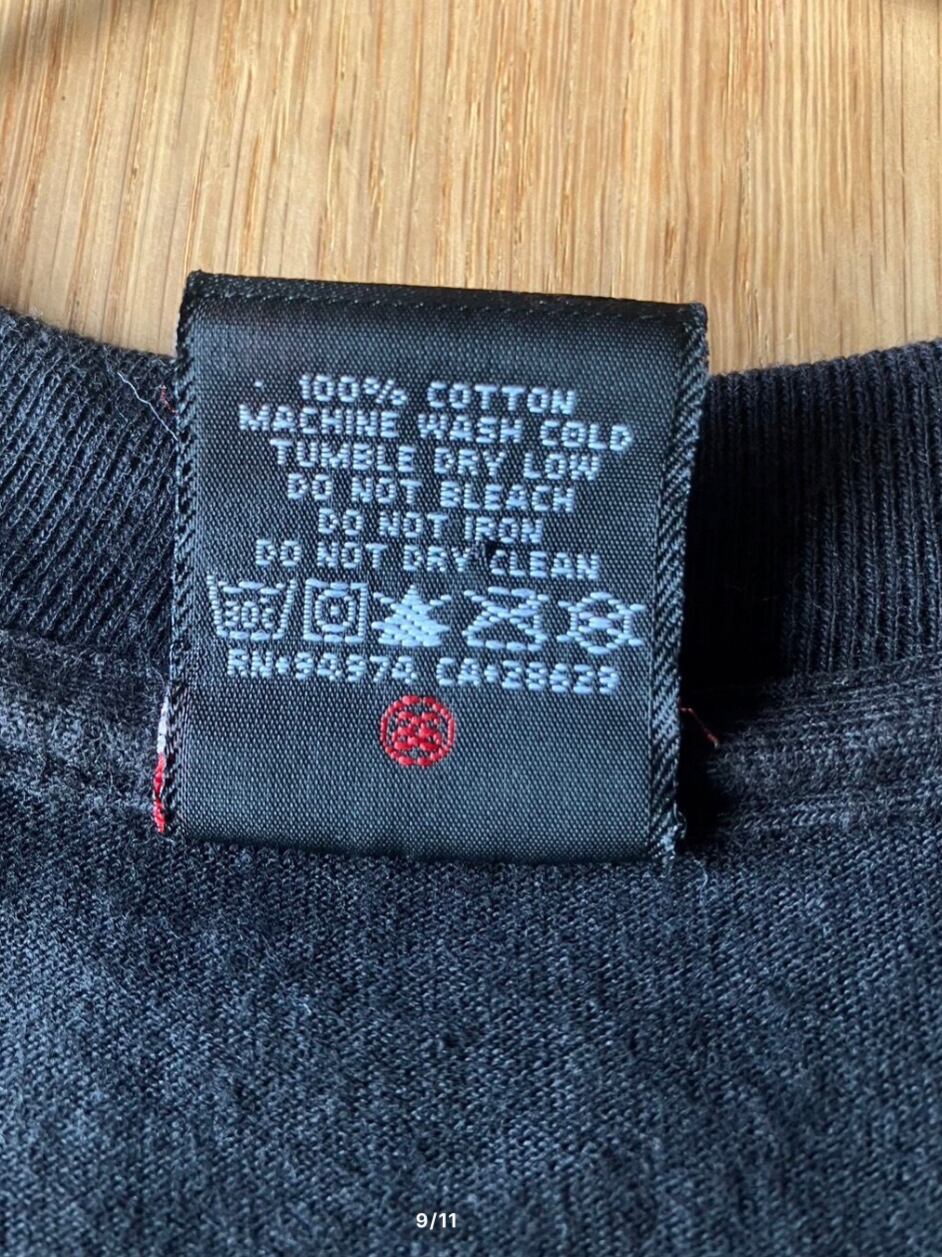 100% COTTON
MACHINE WASH COLD
TUMBLE DRY LOW
DO NOT BLEACH
DO NOT IRON
DO NOT DRY CLEAN
30C
RN•94974 CA•28629
9/11